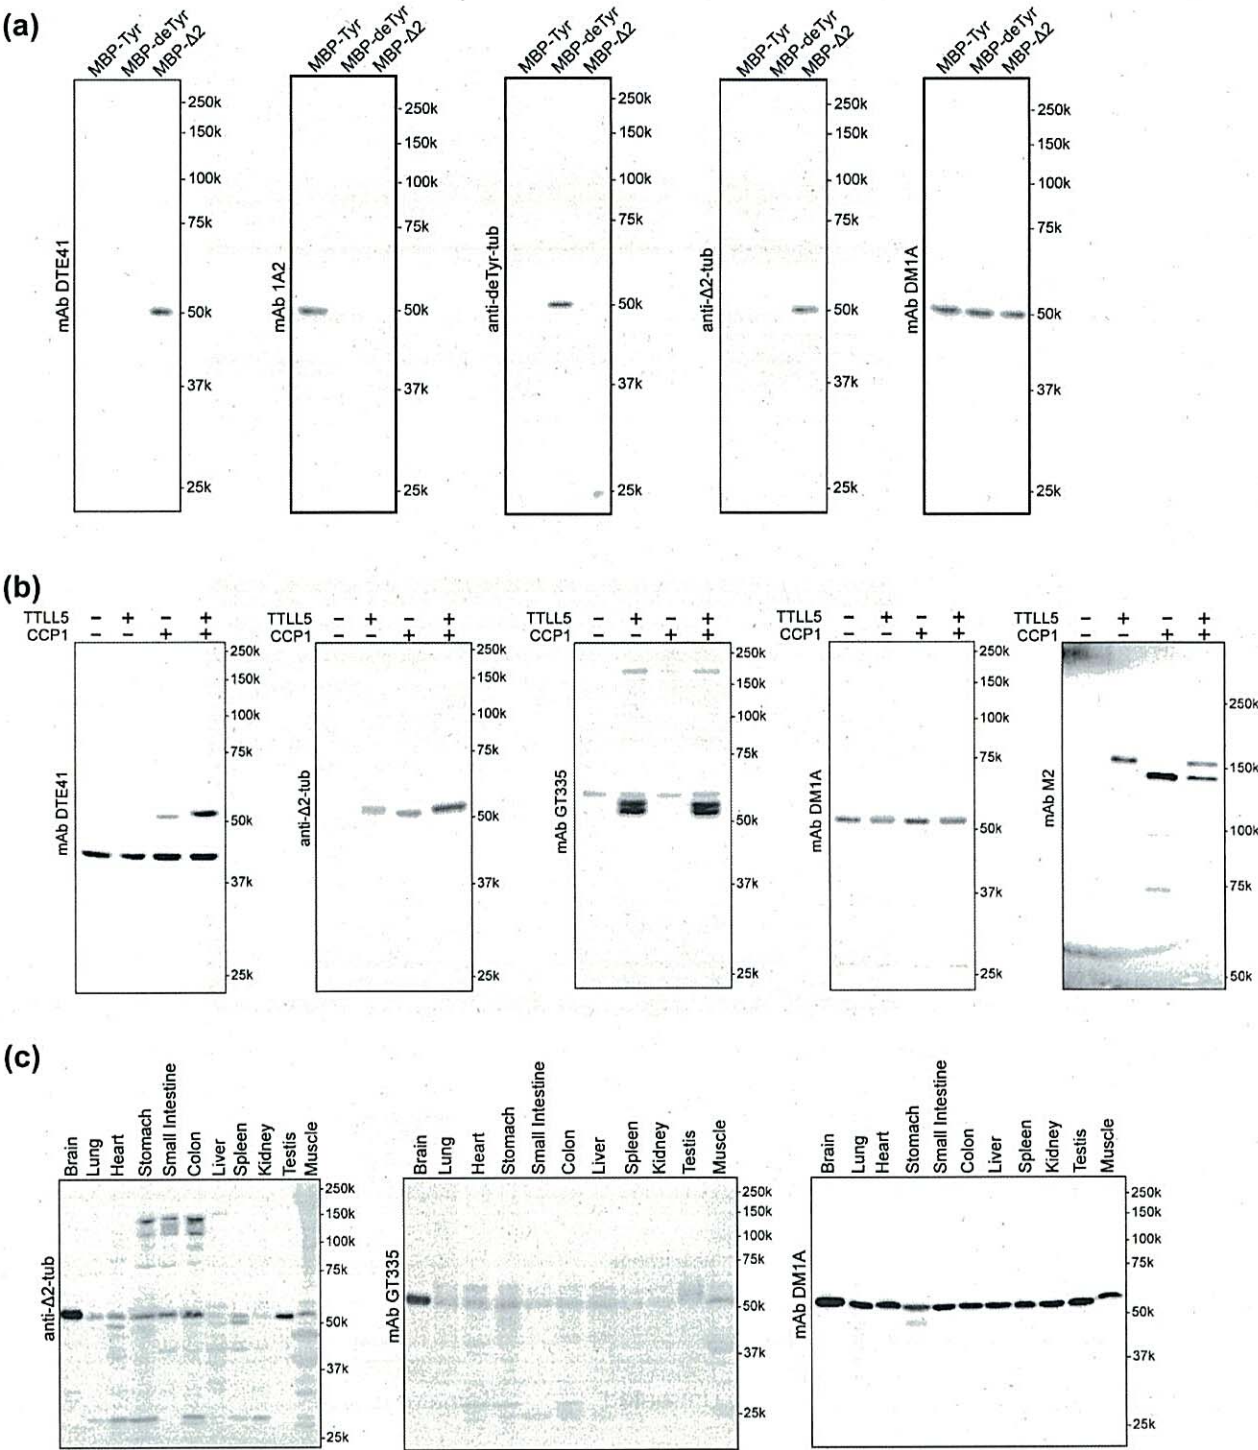 (a)
MBP-Tyr MBP-deTyr MBP-Δ2
mAb DTE41
250k
150k
100k
75k
50k
37k
25k
MBP-Tyr MBP-deTyr MBP-Δ2
mAb 1A2
250k
150k
100k
75k
50k
37k
25k
MBP-Tyr MBP-deTyr MBP-Δ2
anti-deTyr-tub
250k
150k
100k
75k
50k
37k
25k
MBP-Tyr MBP-deTyr MBP-Δ2
anti-Δ2-tub
250k
150k
100k
75k
50k
37k
25k
MBP-Tyr MBP-deTyr MBP-Δ2
mAb DM1A
250k
150k
100k
75k
50k
37k
25k
(b)
TTLL5 − + − +
CCP1 − − + +
mAb DTE41
250k
150k
100k
75k
50k
37k
25k
TTLL5 − + − +
CCP1 − − + +
anti-Δ2-tub
250k
150k
100k
75k
50k
37k
25k
TTLL5 − + − +
CCP1 − − + +
mAb GT335
250k
150k
100k
75k
50k
37k
25k
TTLL5 − + − +
CCP1 − − + +
mAb DM1A
250k
150k
100k
75k
50k
37k
25k
TTLL5 − + − +
CCP1 − − + +
mAb M2
250k
150k
100k
75k
50k
(c)
Brain Lung Heart Stomach Small Intestine Colon Liver Spleen Kidney Testis Muscle
anti-Δ2-tub
250k
150k
100k
75k
50k
37k
25k
Brain Lung Heart Stomach Small Intestine Colon Liver Spleen Kidney Testis Muscle
mAb GT335
250k
150k
100k
75k
50k
37k
25k
Brain Lung Heart Stomach Small Intestine Colon Liver Spleen Kidney Testis Muscle
mAb DM1A
250k
150k
100k
75k
50k
37k
25k